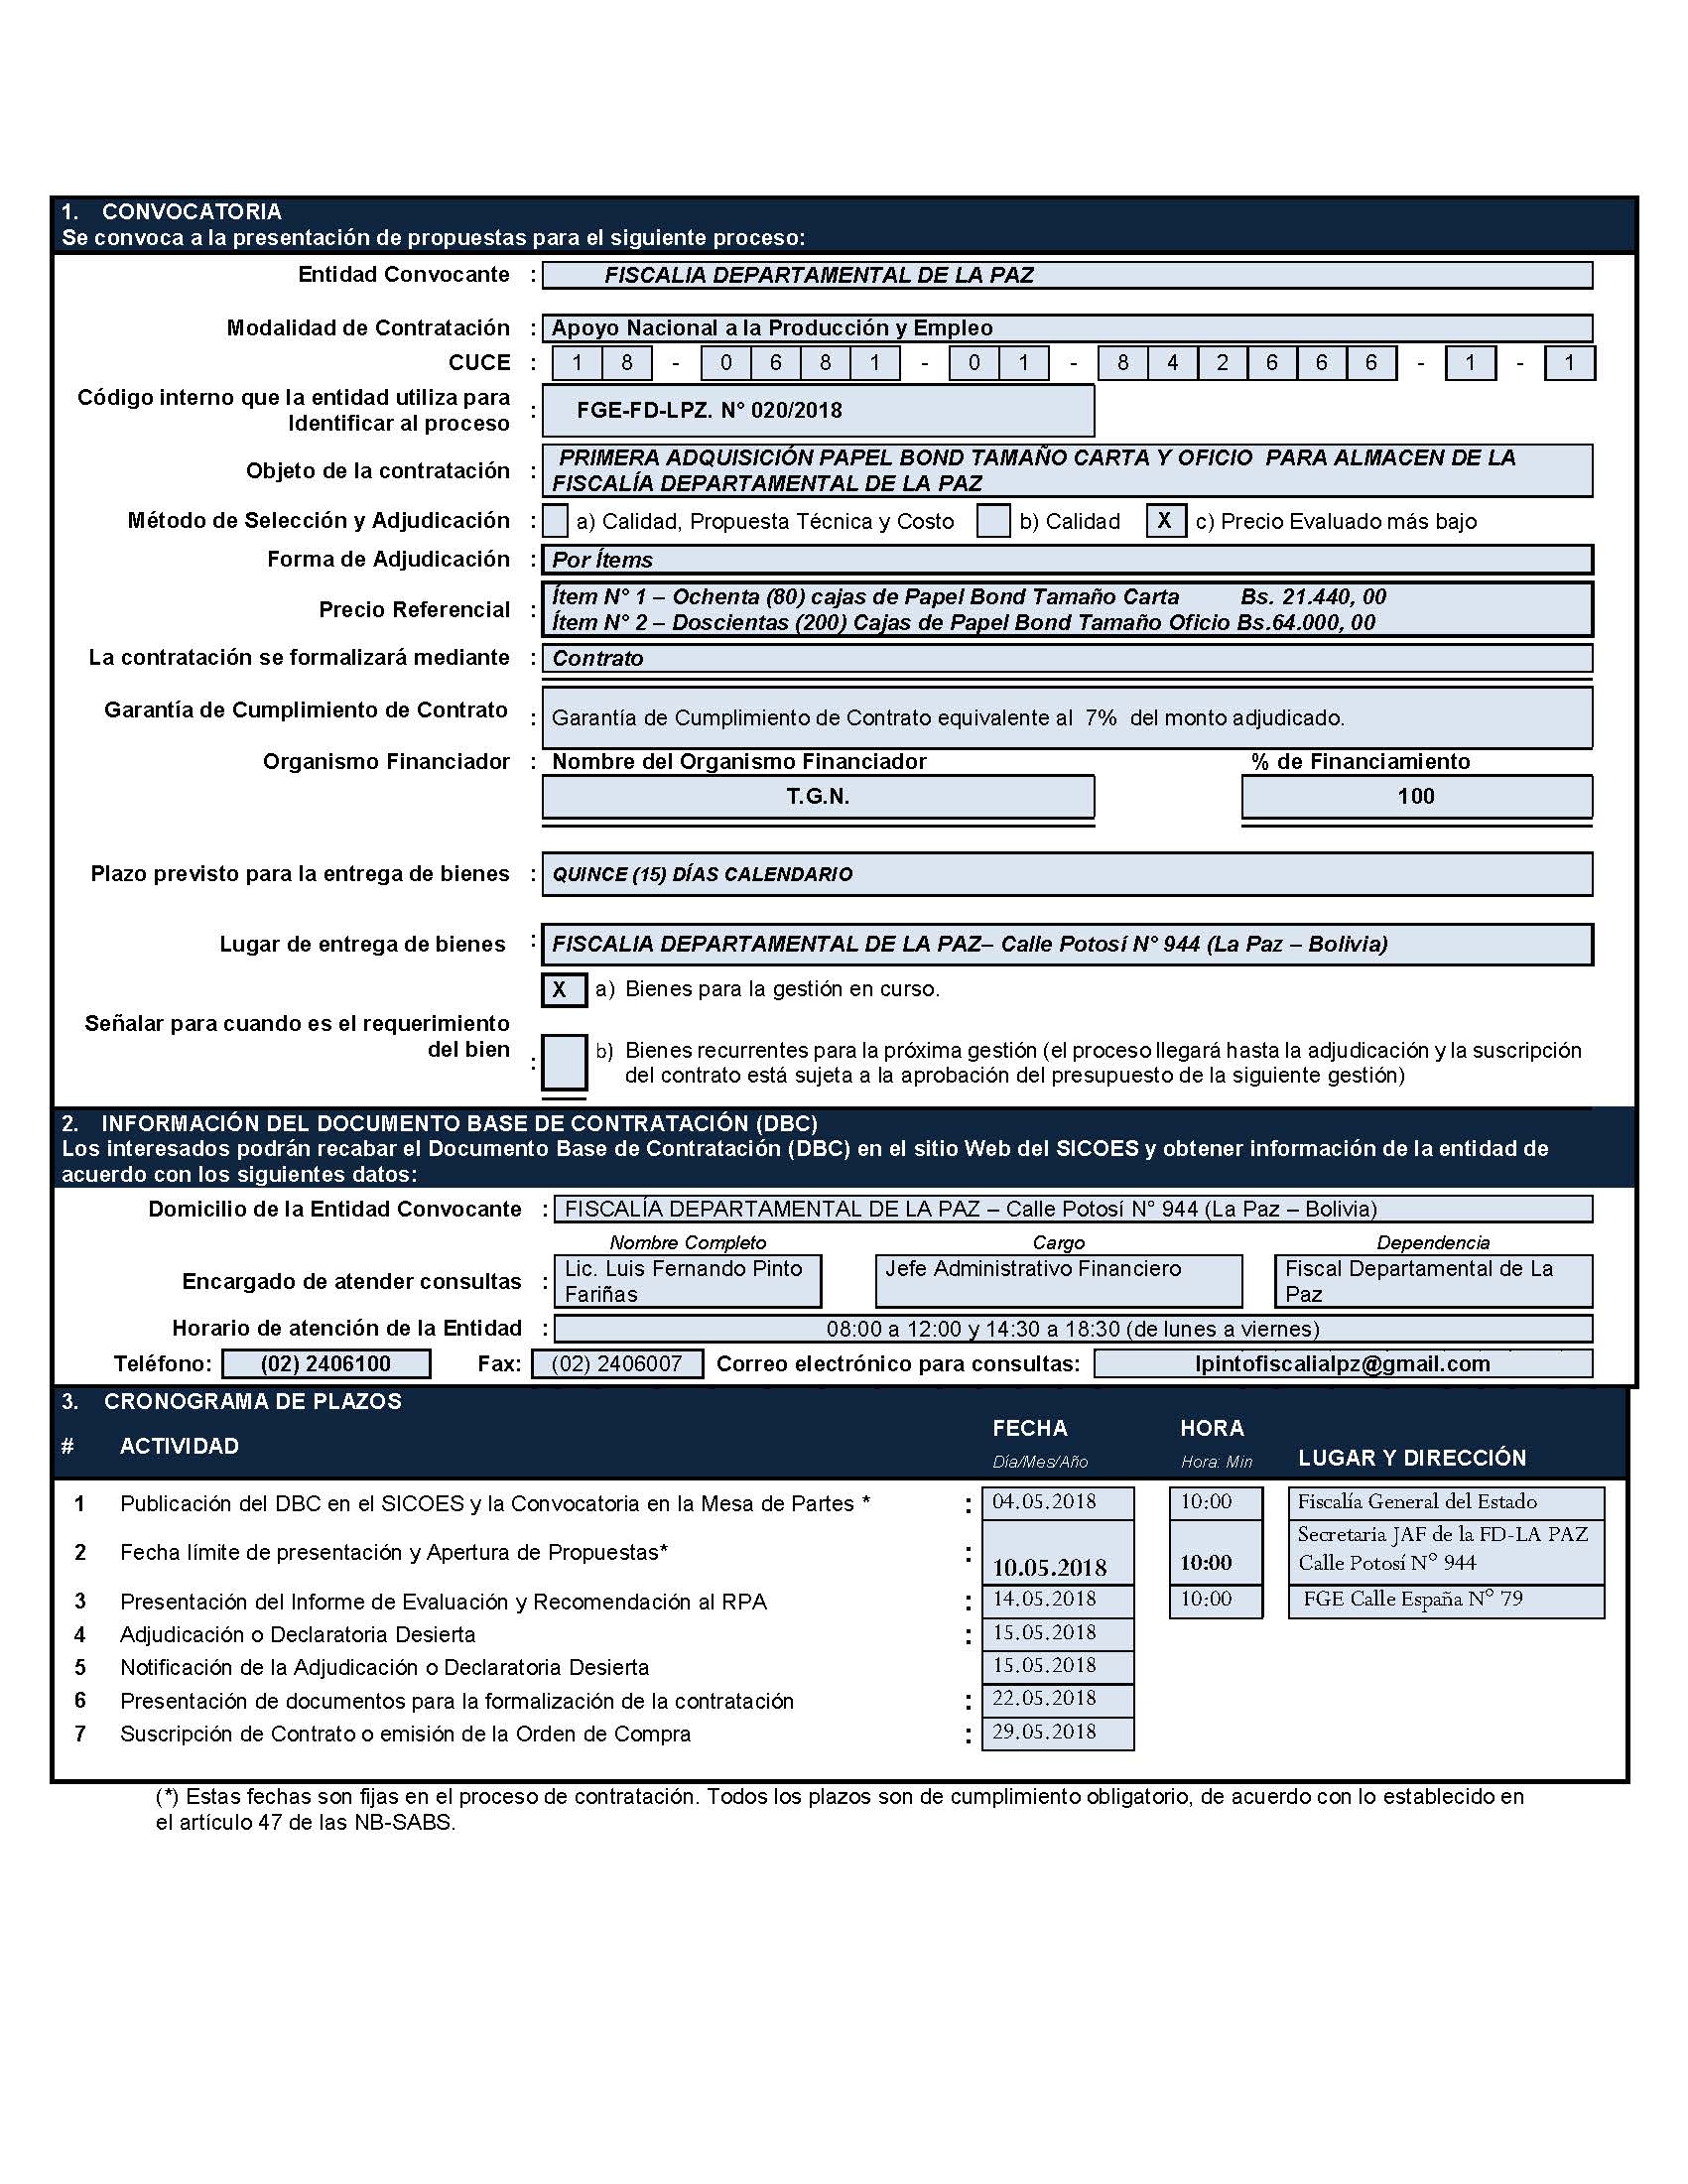 1. CONVOCATORIA
Se convoca a la presentación de propuestas para el siguiente proceso:
Entidad Convocante : FISCALIA DEPARTAMENTAL DE LA PAZ
Modalidad de Contratación : Apoyo Nacional a la Producción y Empleo
CUCE : 1 8 - 0 6 8 1 - 0 1 - 8 4 2 6 6 6 - 1 - 1
Código interno que la entidad utiliza para
Identificar al proceso : FGE-FD-LPZ. N° 020/2018
Objeto de la contratación : PRIMERA ADQUISICIÓN PAPEL BOND TAMAÑO CARTA Y OFICIO PARA ALMACEN DE LA
FISCALÍA DEPARTAMENTAL DE LA PAZ
Método de Selección y Adjudicación : a) Calidad, Propuesta Técnica y Costo b) Calidad X c) Precio Evaluado más bajo
Forma de Adjudicación : Por Ítems
Precio Referencial : Ítem N° 1 – Ochenta (80) cajas de Papel Bond Tamaño Carta Bs. 21.440, 00
Ítem N° 2 – Doscientas (200) Cajas de Papel Bond Tamaño Oficio Bs.64.000, 00
La contratación se formalizará mediante : Contrato
Garantía de Cumplimiento de Contrato : Garantía de Cumplimiento de Contrato equivalente al 7% del monto adjudicado.
Organismo Financiador : Nombre del Organismo Financiador % de Financiamiento
T.G.N. 100
Plazo previsto para la entrega de bienes : QUINCE (15) DÍAS CALENDARIO
Lugar de entrega de bienes : FISCALIA DEPARTAMENTAL DE LA PAZ– Calle Potosí N° 944 (La Paz – Bolivia)
X a) Bienes para la gestión en curso.
Señalar para cuando es el requerimiento
del bien : b) Bienes recurrentes para la próxima gestión (el proceso llegará hasta la adjudicación y la suscripción
del contrato está sujeta a la aprobación del presupuesto de la siguiente gestión)
2. INFORMACIÓN DEL DOCUMENTO BASE DE CONTRATACIÓN (DBC)
Los interesados podrán recabar el Documento Base de Contratación (DBC) en el sitio Web del SICOES y obtener información de la entidad de
acuerdo con los siguientes datos:
Domicilio de la Entidad Convocante : FISCALÍA DEPARTAMENTAL DE LA PAZ – Calle Potosí N° 944 (La Paz – Bolivia)
Nombre Completo Cargo Dependencia
Encargado de atender consultas : Lic. Luis Fernando Pinto Jefe Administrativo Financiero Fiscal Departamental de La
Fariñas Paz
Horario de atención de la Entidad : 08:00 a 12:00 y 14:30 a 18:30 (de lunes a viernes)
Teléfono: (02) 2406100 Fax: (02) 2406007 Correo electrónico para consultas: lpintofiscalialpz@gmail.com
3. CRONOGRAMA DE PLAZOS
# ACTIVIDAD FECHA HORA LUGAR Y DIRECCIÓN
Día/Mes/Año Hora: Min
1 Publicación del DBC en el SICOES y la Convocatoria en la Mesa de Partes * : 04.05.2018 10:00 Fiscalía General del Estado
2 Fecha límite de presentación y Apertura de Propuestas* : 10.05.2018 10:00 Secretaria JAF de la FD-LA PAZ
Calle Potosí N° 944
3 Presentación del Informe de Evaluación y Recomendación al RPA : 14.05.2018 10:00 FGE Calle España N° 79
4 Adjudicación o Declaratoria Desierta : 15.05.2018
5 Notificación de la Adjudicación o Declaratoria Desierta 15.05.2018
6 Presentación de documentos para la formalización de la contratación : 22.05.2018
7 Suscripción de Contrato o emisión de la Orden de Compra : 29.05.2018
(*) Estas fechas son fijas en el proceso de contratación. Todos los plazos son de cumplimiento obligatorio, de acuerdo con lo establecido en
el artículo 47 de las NB-SABS.